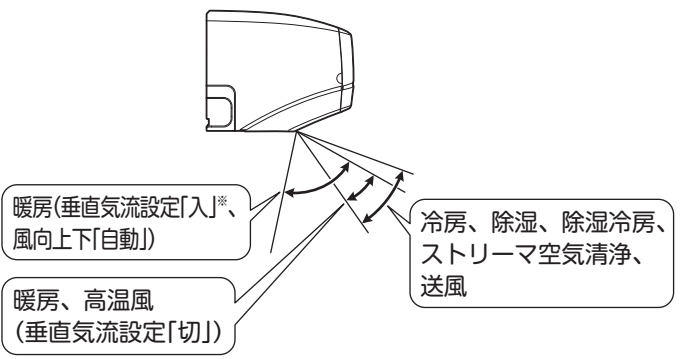 暖房(垂直気流設定｢入｣※、
風向上下｢自動｣)
暖房、高温風
(垂直気流設定｢切｣)
冷房、除湿、除湿冷房、
ストリーマ空気清浄、
送風